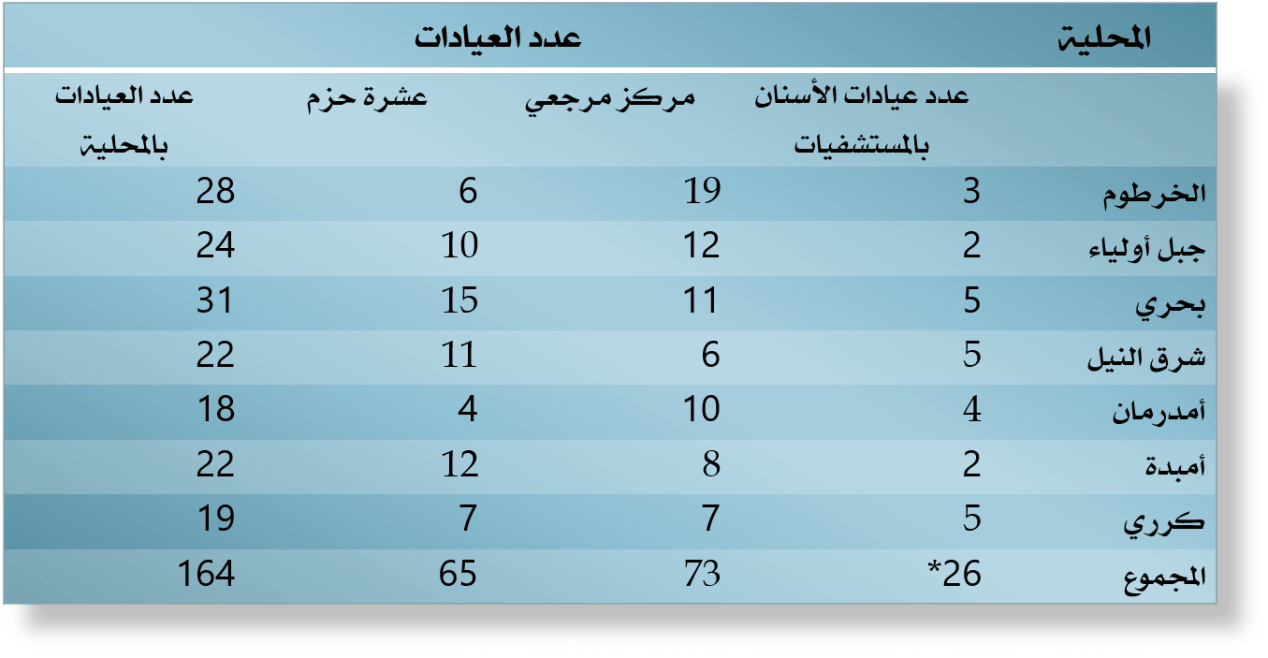 المحلية عدد العيادات
عدد عيادات الأسنان مركز مرجعي عشرة حزم عدد العيادات
بالمستشفيات بالمحلية
الخرطوم 3 19 6 28
جبل أولياء 2 12 10 24
بحري 5 11 15 31
شرق النيل 5 6 11 22
أمدرمان 4 10 4 18
أمبدة 2 8 12 22
كرري 5 7 7 19
المجموع 26* 73 65 164